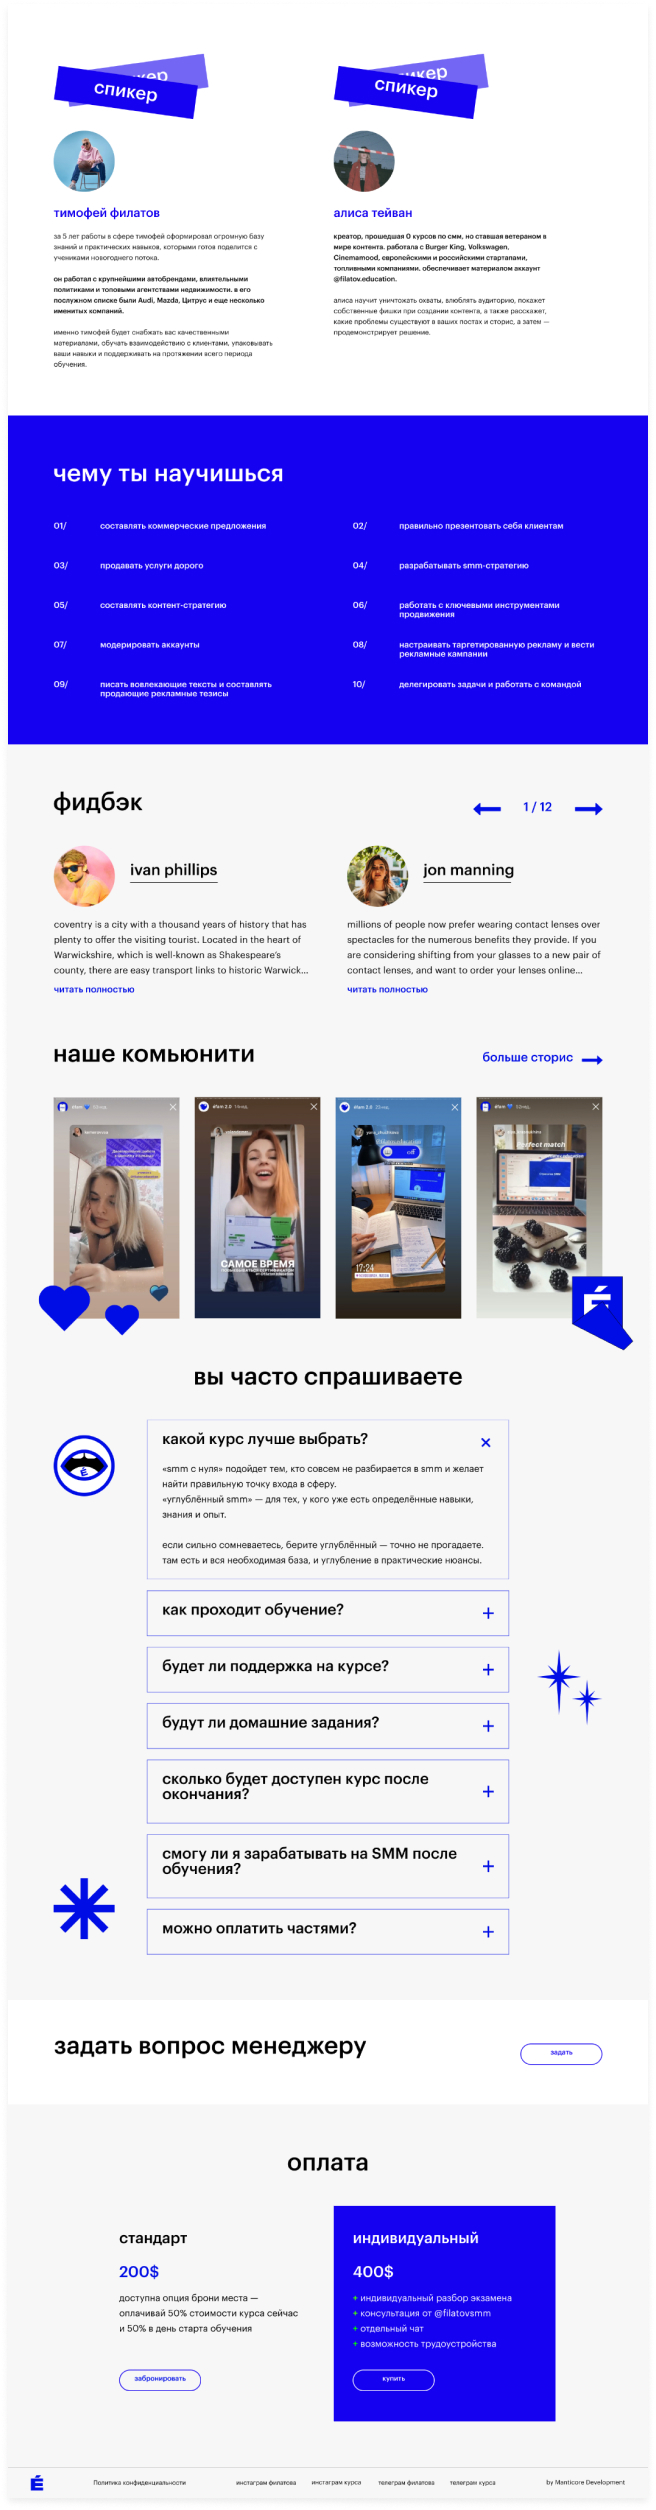 спикер
спикер
тимофей филатов
за 5 лет работы в сфере тимофей сформировал огромную базу
знаний и практических навыков, которыми готов поделится с
учениками новогоднего потока.
он работал с крупнейшими автобрендами, влиятельными
политиками и топовыми агентствами недвижимости. в его
послужном списке были Audi, Mazda, Цитрус и еще несколько
именитых компаний.
именно тимофей будет снабжать вас качественными
материалами, обучать взаимодействию с клиентами, упаковывать
ваши навыки и поддерживать на протяжении всего периода
обучения.
алиса тейван
креатор, прошедшая 0 курсов по смм, но ставшая ветераном в
мире контента. работала с Burger King, Volkswagen,
Cinemamood, европейскими и российскими стартапами,
топливными компаниями. обеспечивает материалом аккаунт
@filatov.education.
алиса научит уничтожать охваты, влюблять аудиторию, покажет
собственные фишки при создании контента, а также расскажет,
какие проблемы существуют в ваших постах и сторис, а затем —
продемонстрирует решение.
чему ты научишься
01/ составлять коммерческие предложения
02/ правильно презентовать себя клиентам
03/ продавать услуги дорого
04/ разрабатывать smm-стратегию
05/ составлять контент-стратегию
06/ работать с ключевыми инструментами
продвижения
07/ модерировать аккаунты
08/ настраивать таргетированную рекламу и вести
рекламные кампании
09/ писать вовлекающие тексты и составлять
продающие рекламные тезисы
10/ делегировать задачи и работать с командой
фидбэк
1 / 12
ivan phillips
coventry is a city with a thousand years of history that has
plenty to offer the visiting tourist. Located in the heart of
Warwickshire, which is well-known as Shakespeare's
county, there are easy transport links to historic Warwick...
читать полностью
jon manning
millions of people now prefer wearing contact lenses over
spectacles for the numerous benefits they provide. If you
are considering shifting from your glasses to a new pair of
contact lenses, and want to order your lenses online...
читать полностью
наше комьюнити
больше сторис
éfam 2.0
éfam 2.0
off
Perfect match
САМОЕ ВРЕМЯ
17:24
É
вы часто спрашиваете
какой курс лучше выбрать?
«smm с нуля» подойдет тем, кто совсем не разбирается в smm и желает
найти правильную точку входа в сферу.
«углублённый smm» — для тех, у кого уже есть определённые навыки,
знания и опыт.
если сильно сомневаетесь, берите углублённый — точно не прогадаете.
там есть и вся необходимая база, и углубление в практические нюансы.
как проходит обучение?
будет ли поддержка на курсе?
будут ли домашние задания?
сколько будет доступен курс после
окончания?
смогу ли я зарабатывать на SMM после
обучения?
можно оплатить частями?
задать вопрос менеджеру
задать
оплата
стандарт
200$
доступна опция брони места —
оплачивай 50% стоимости курса сейчас
и 50% в день старта обучения
забронировать
индивидуальный
400$
+ индивидуальный разбор экзамена
+ консультация от @filatovsmm
+ отдельный чат
+ возможность трудоустройства
купить
É
Политика конфиденциальности
инстаграм филатова
инстаграм курса
телеграм филатова
телеграм курса
by Manticore Development